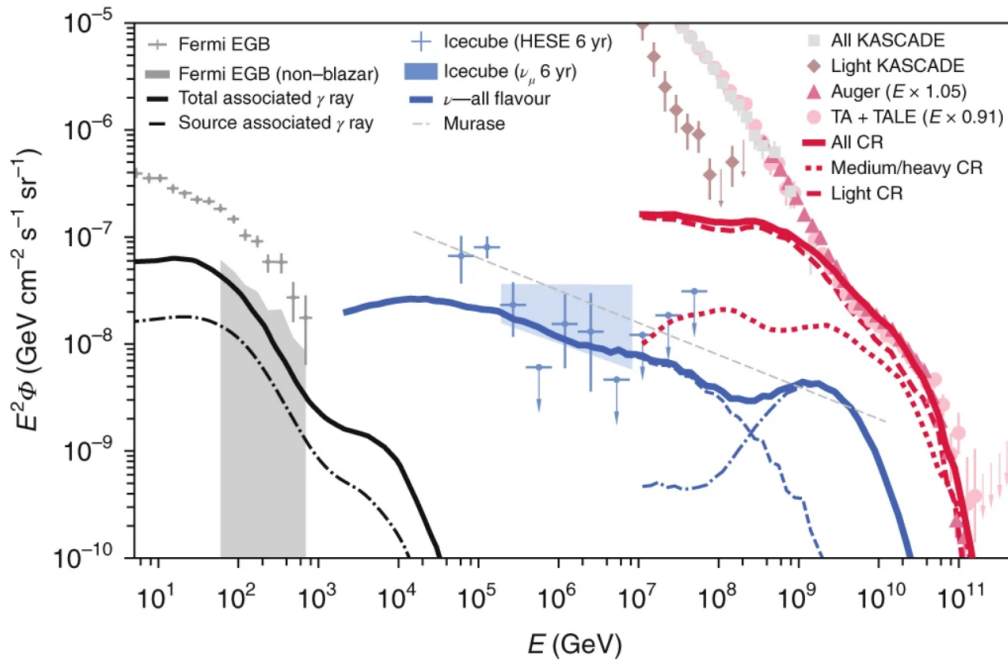 10⁻⁵
10⁻⁶
10⁻⁷
10⁻⁸
10⁻⁹
10⁻¹⁰
E²Φ (GeV cm⁻² s⁻¹ sr⁻¹)
Fermi EGB
Fermi EGB (non–blazar)
Total associated γ ray
Source associated γ ray
Icecube (HESE 6 yr)
Icecube (νμ 6 yr)
ν—all flavour
Murase
All KASCADE
Light KASCADE
Auger (E × 1.05)
TA + TALE (E × 0.91)
All CR
Medium/heavy CR
Light CR
10¹ 10² 10³ 10⁴ 10⁵ 10⁶ 10⁷ 10⁸ 10⁹ 10¹⁰ 10¹¹
E (GeV)